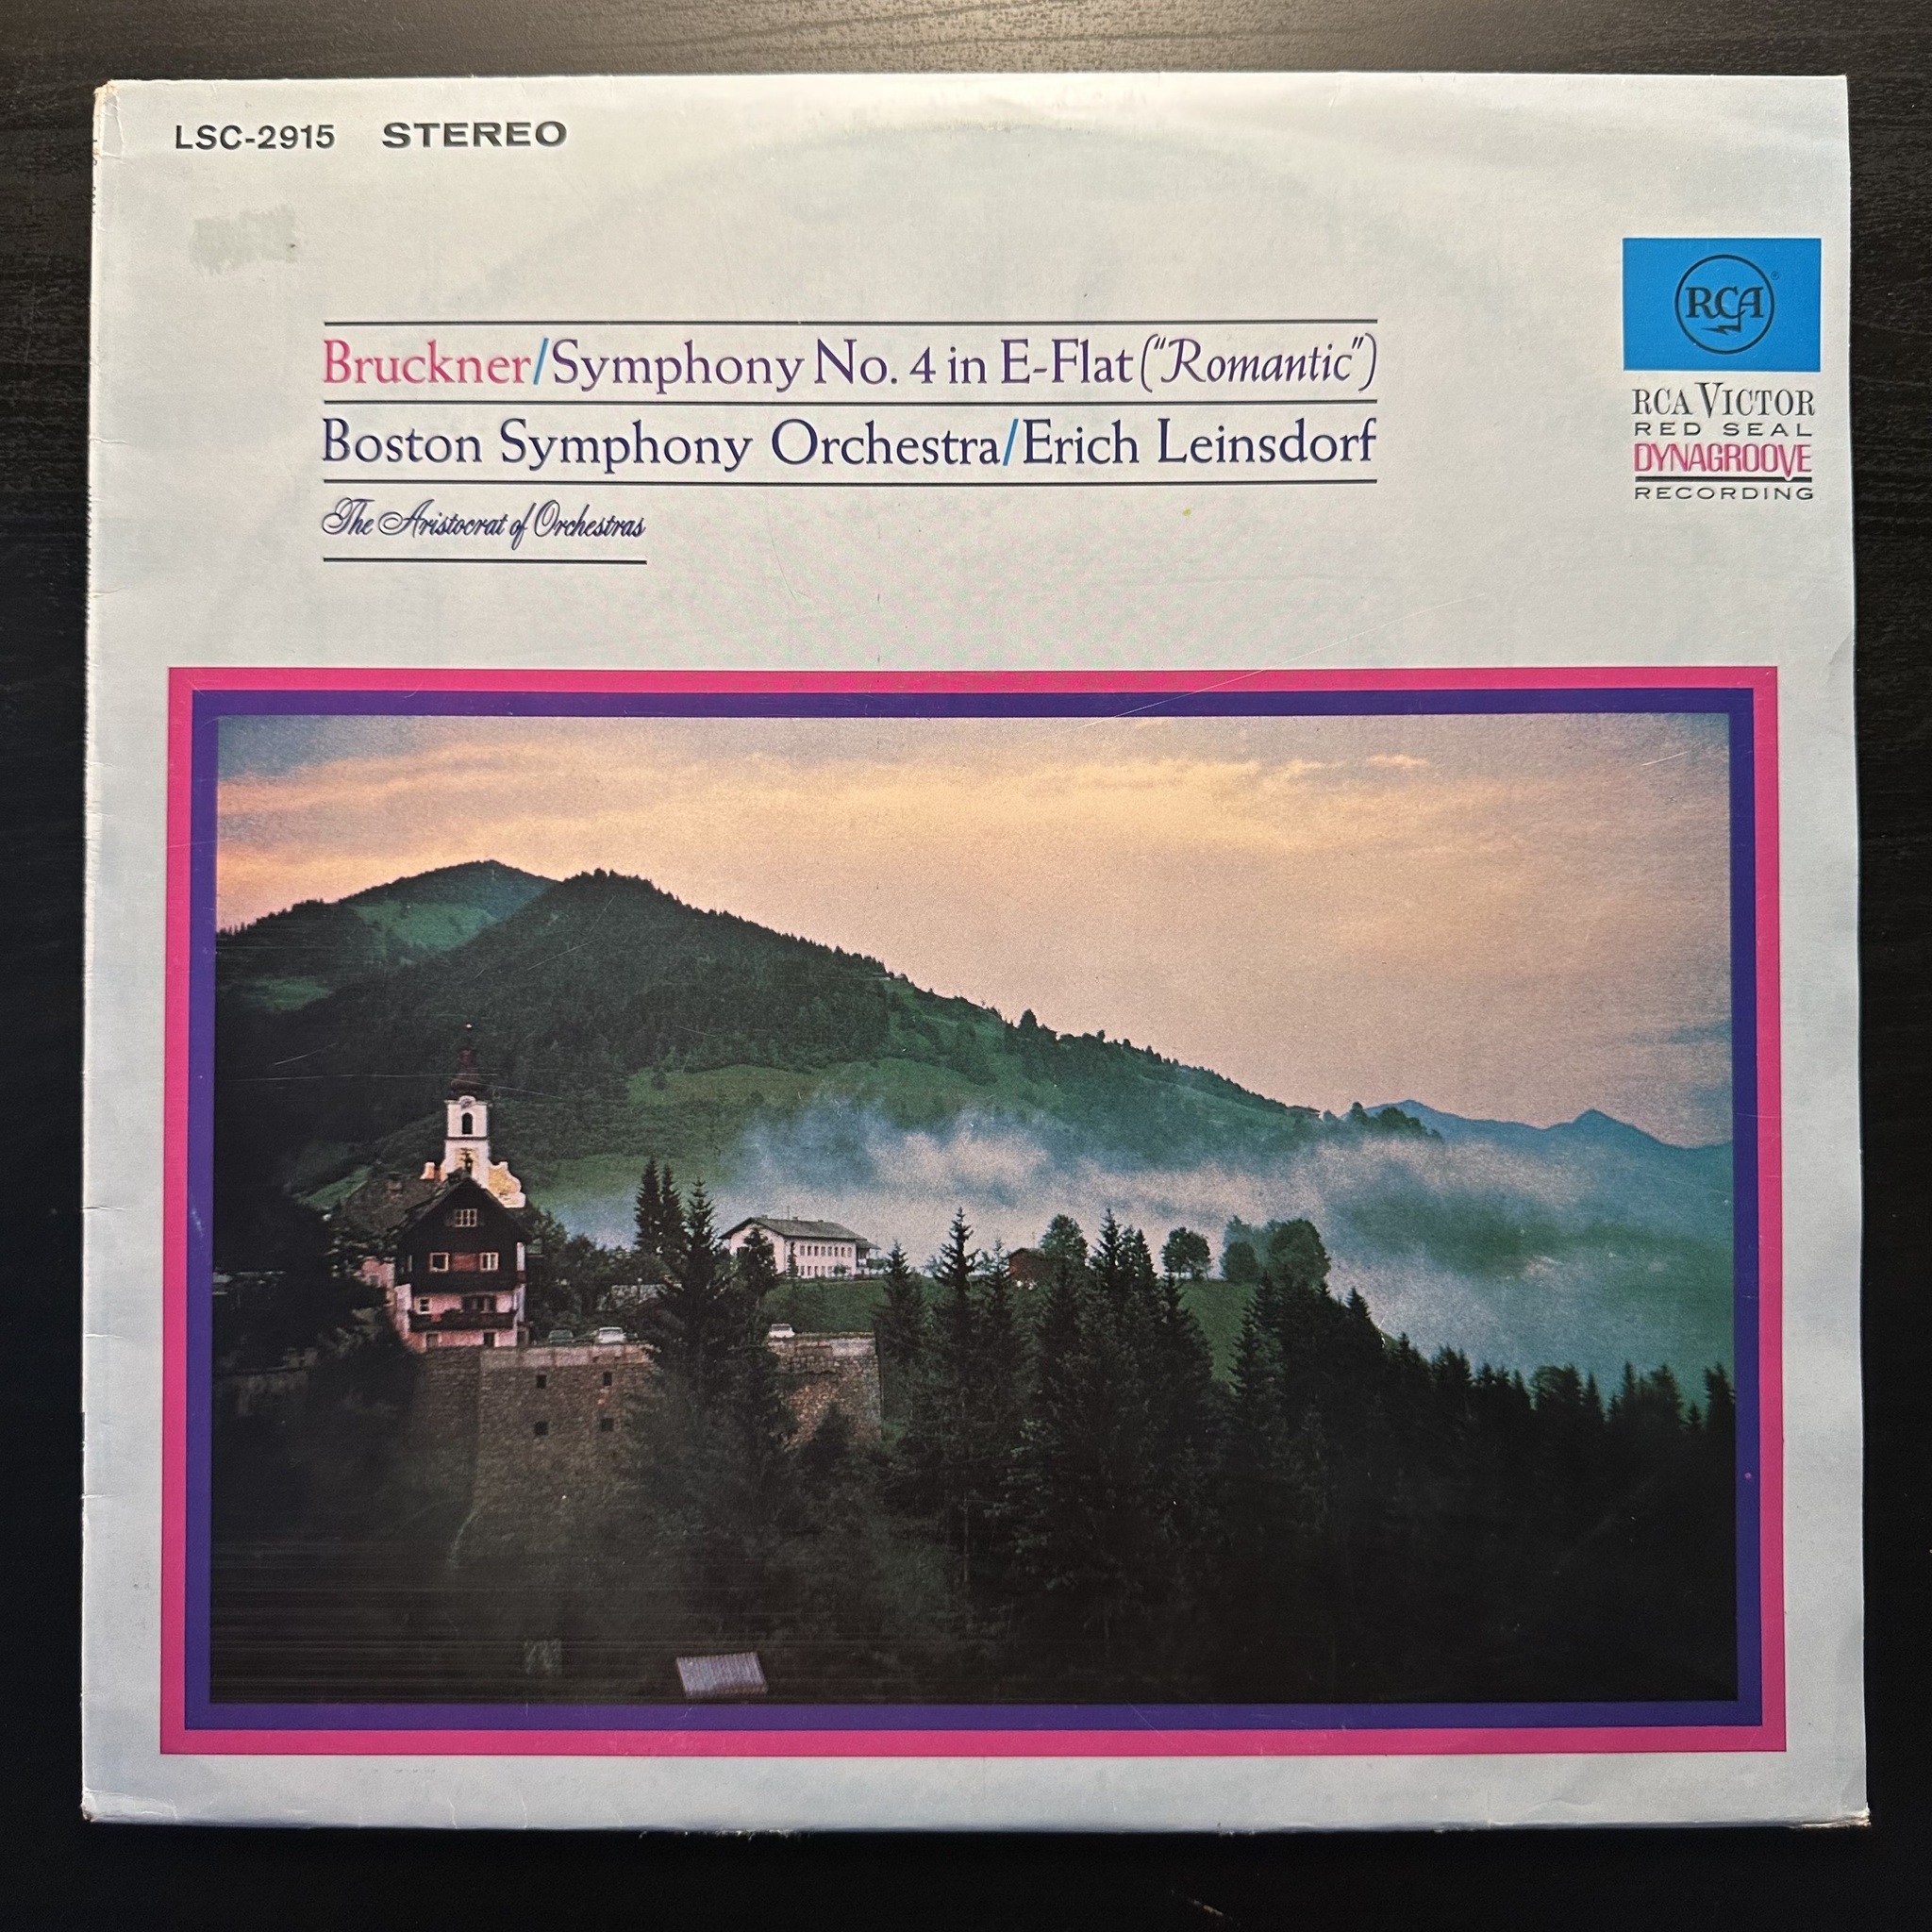 LSC-2915 STEREO
Bruckner/Symphony No. 4 in E-Flat ("Romantic")
Boston Symphony Orchestra/Erich Leinsdorf
The Aristocrat of Orchestras
RCA®
RCA VICTOR
RED SEAL
DYNAGROOVE
RECORDING